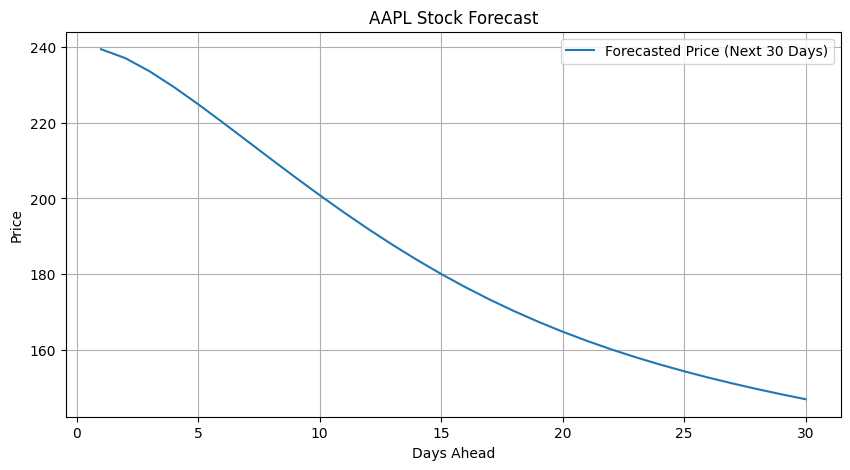 AAPL Stock Forecast
Forecasted Price (Next 30 Days)
240
220
200
180
160
Price
0 5 10 15 20 25 30
Days Ahead